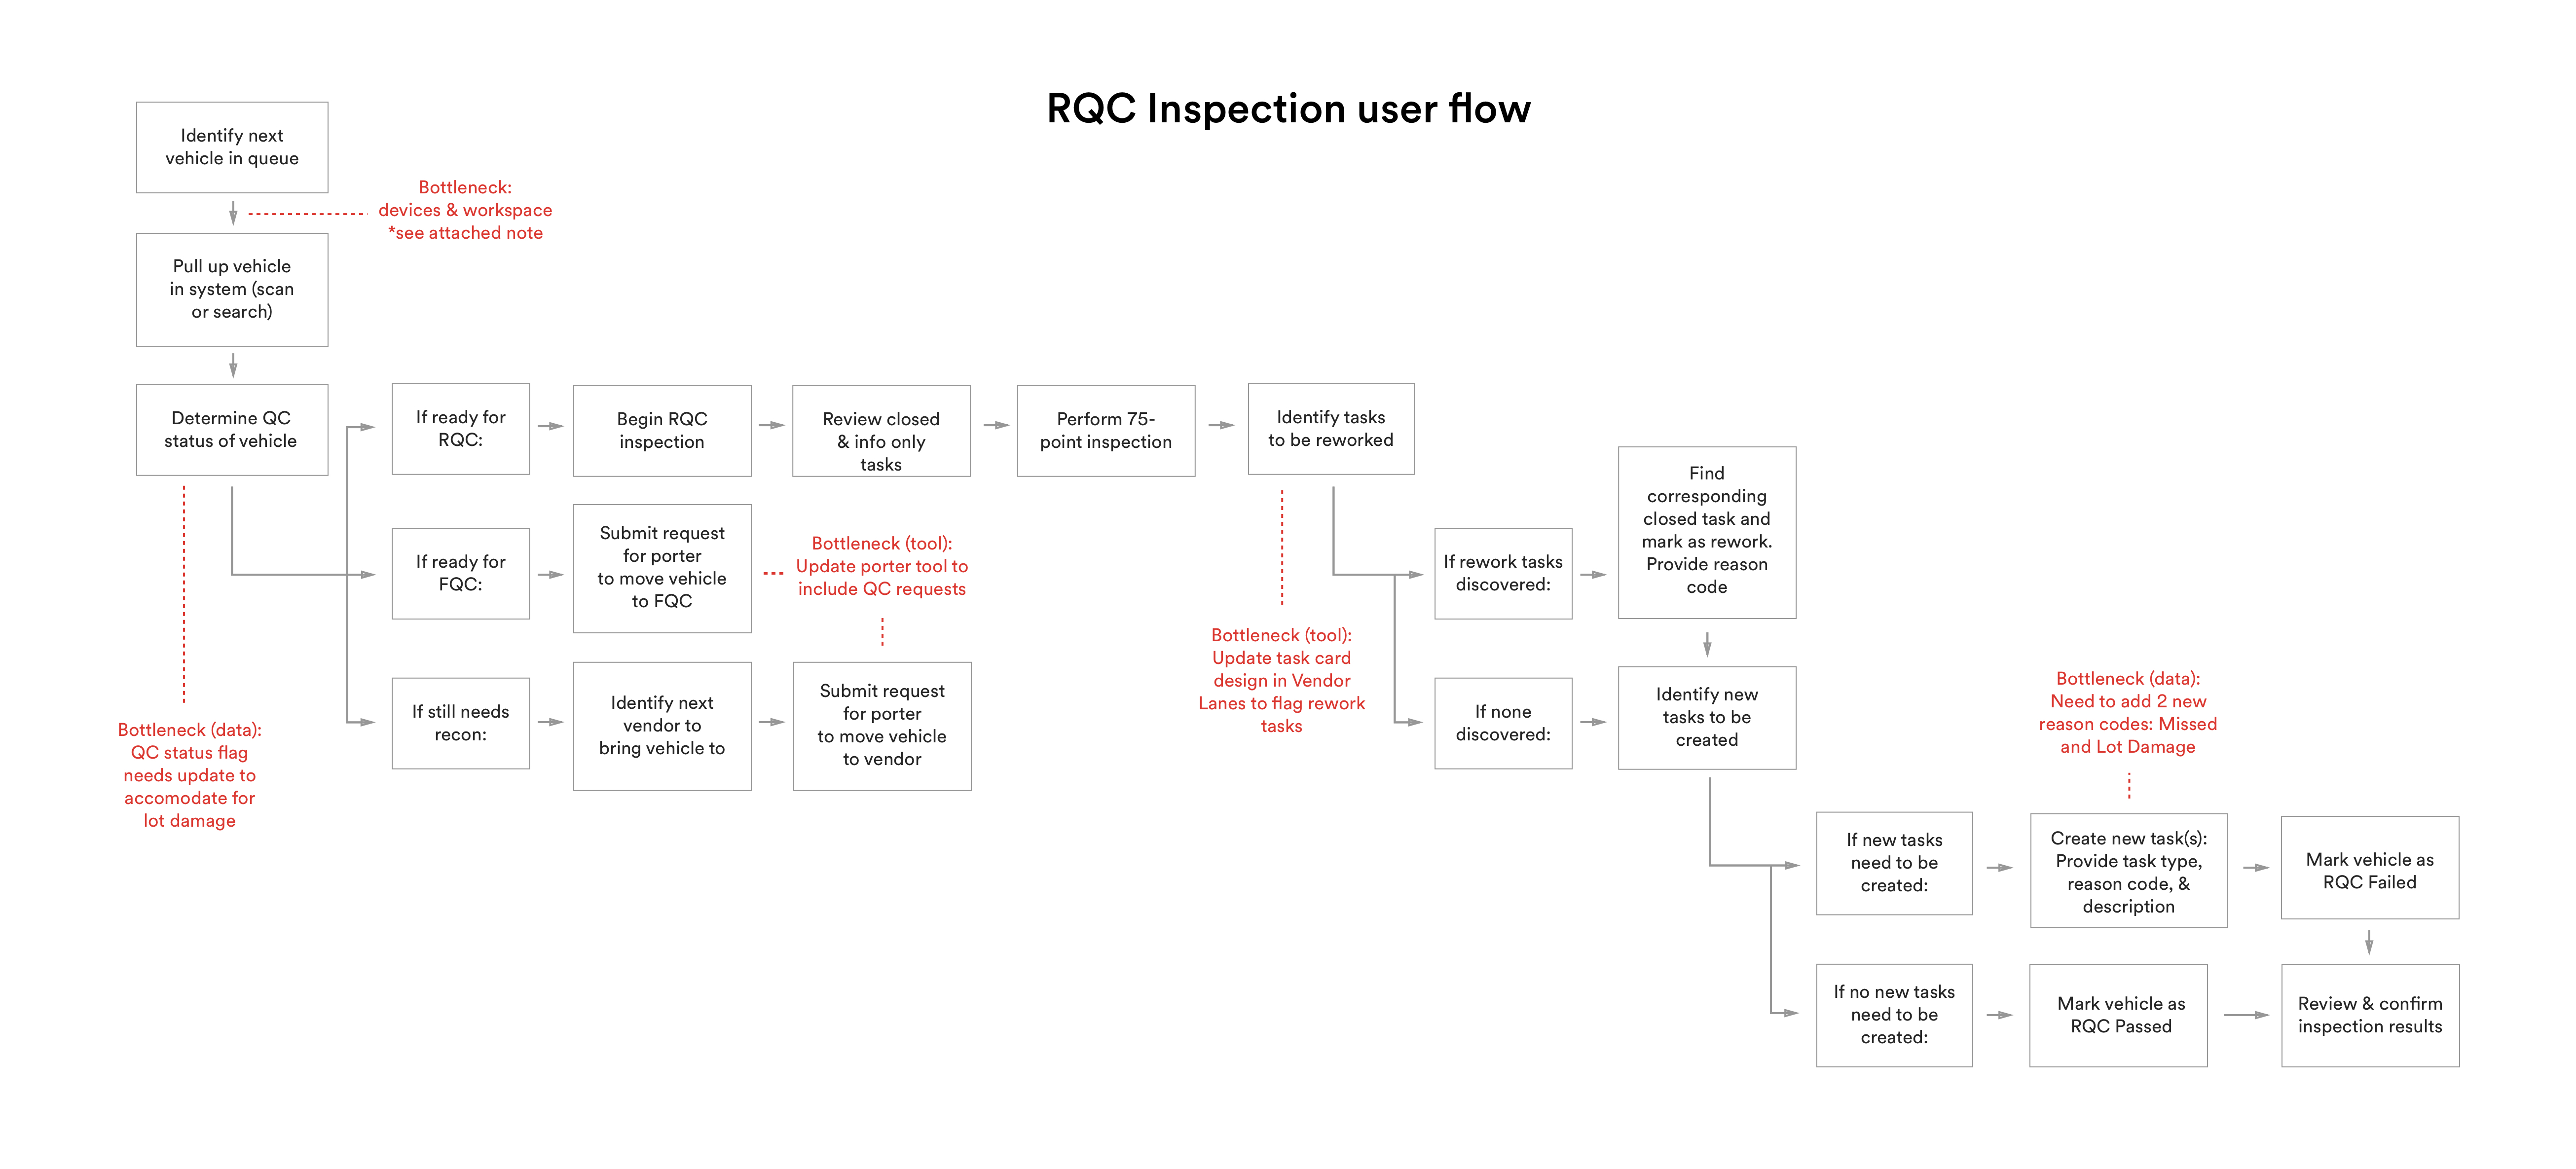 RQC Inspection user flow
Identify next
vehicle in queue
Bottleneck:
devices & workspace
*see attached note
Pull up vehicle
in system (scan
or search)
Determine QC
status of vehicle
Bottleneck (data):
QC status flag
needs update to
accomodate for
lot damage
If ready for
RQC:
Begin RQC
inspection
Review closed
& info only
tasks
Perform 75-
point inspection
Identify tasks
to be reworked
If ready for
FQC:
Submit request
for porter
to move vehicle
to FQC
Bottleneck (tool):
Update porter tool to
include QC requests
If still needs
recon:
Identify next
vendor to
bring vehicle to
Submit request
for porter
to move vehicle
to vendor
Bottleneck (tool):
Update task card
design in Vendor
Lanes to flag rework
tasks
If rework tasks
discovered:
Find
corresponding
closed task and
mark as rework.
Provide reason
code
If none
discovered:
Identify new
tasks to be
created
Bottleneck (data):
Need to add 2 new
reason codes: Missed
and Lot Damage
If new tasks
need to be
created:
Create new task(s):
Provide task type,
reason code, &
description
Mark vehicle as
RQC Failed
If no new tasks
need to be
created:
Mark vehicle as
RQC Passed
Review & confirm
inspection results